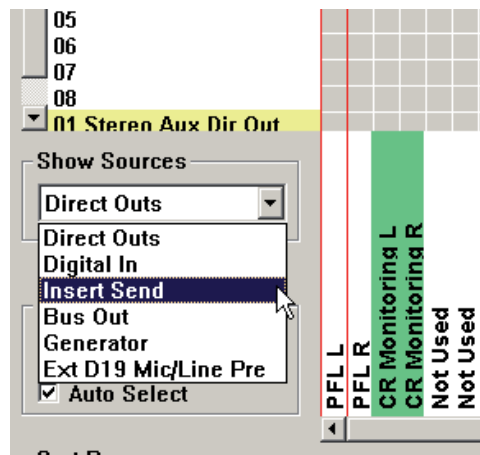 05
06
07
08
01 Stereo Aux Dir Out
Show Sources
Direct Outs
Direct Outs
Digital In
Insert Send
Bus Out
Generator
Ext D19 Mic/Line Pre
Auto Select
PFL L
PFL R
CR Monitoring L
CR Monitoring R
Not Used
Not Used